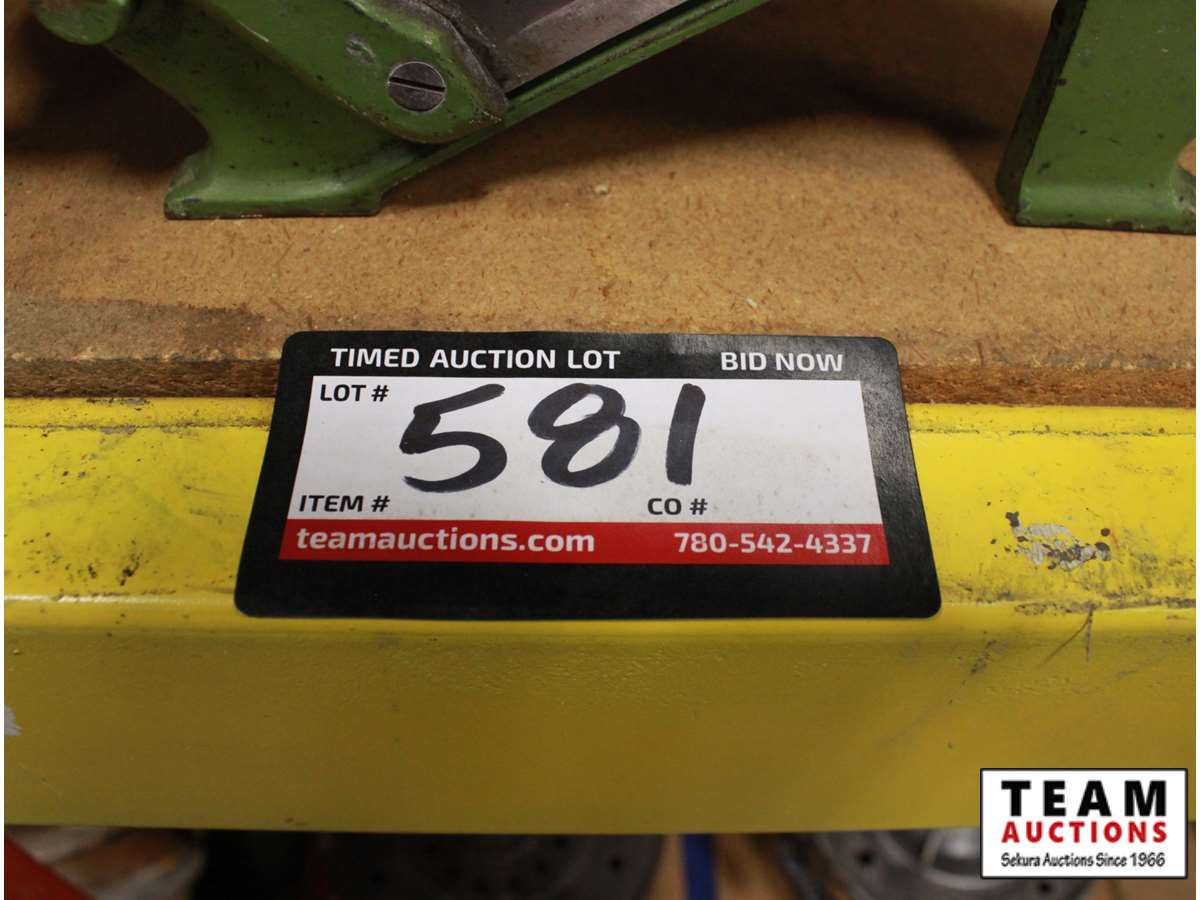 TIMED AUCTION LOT BID NOW
LOT # 581
ITEM # CO #
teamauctions.com 780-542-4337
TEAM
AUCTIONS
Sekura Auctions Since 1966